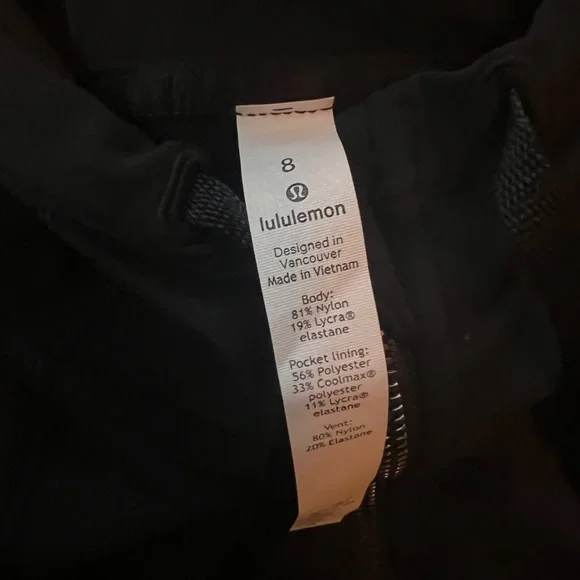 8
lululemon
Designed in
Vancouver
Made in Vietnam
Body:
81% Nylon
19% Lycra®
elastane
Pocket lining:
56% Polyester
33% Coolmax®
polyester
11% Lycra®
elastane
Vent:
80% Nylon
20% Elastane